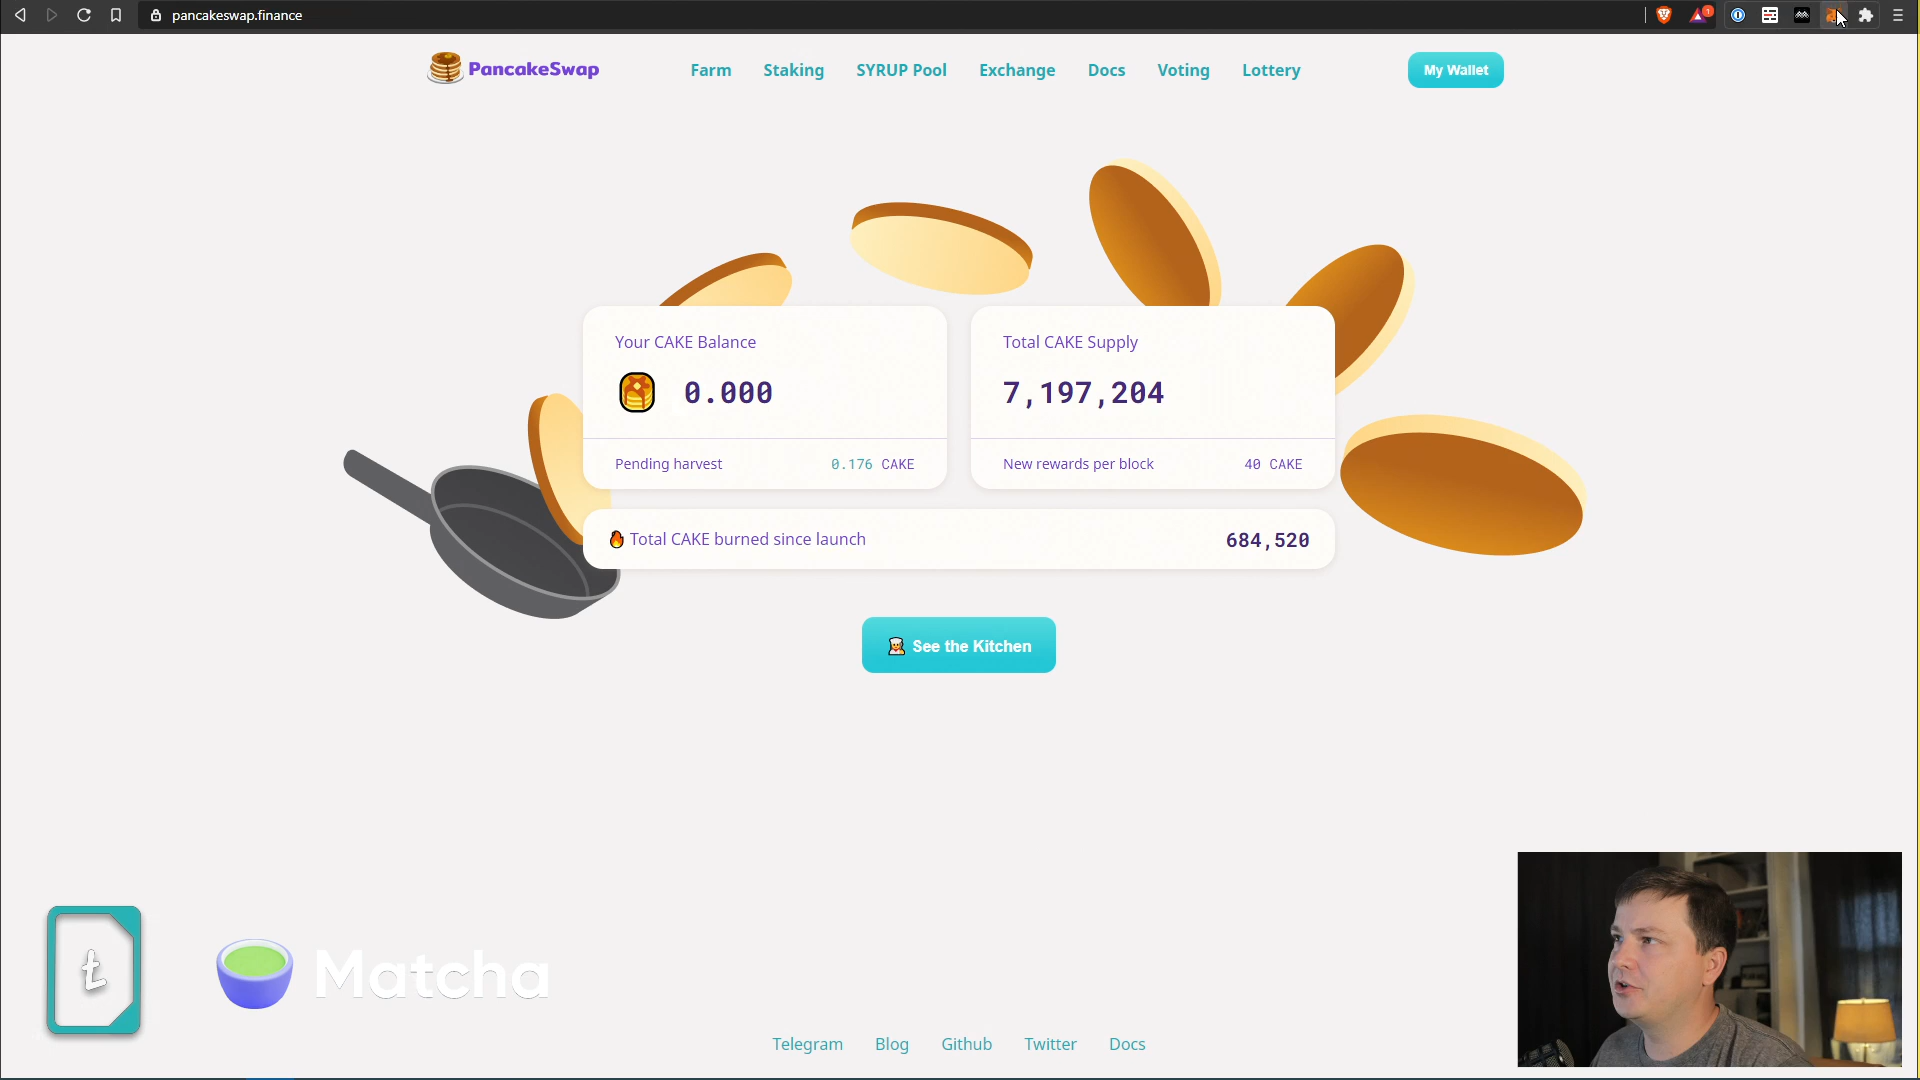 pancakeswap.finance
1
PancakeSwap
Farm
Staking
SYRUP Pool
Exchange
Docs
Voting
Lottery
My Wallet
Your CAKE Balance
0.000
Pending harvest
0.176 CAKE
Total CAKE Supply
7,197,204
New rewards per block
40 CAKE
Total CAKE burned since launch
684,520
See the Kitchen
Ł
Matcha
Telegram
Blog
Github
Twitter
Docs